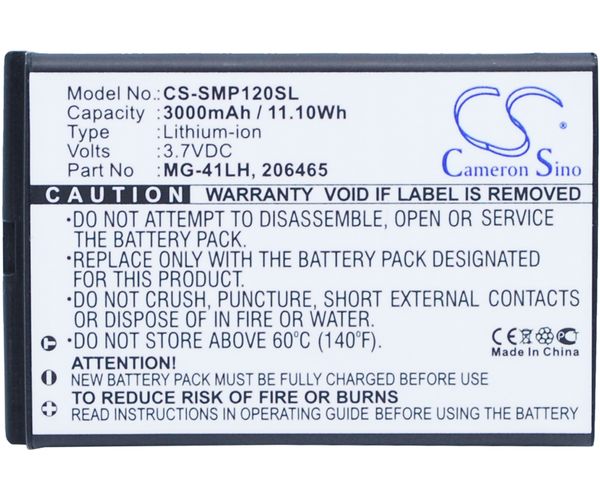 Model No:CS-SMP120SL
Capacity :3000mAh / 11.10Wh
Type :Lithium-ion
Volts :3.7VDC
Part No :MG-41LH, 206465
CS
Cameron Sino
WARRANTY VOID IF LABEL IS REMOVED
CAUTION!
•DO NOT ATTEMPT TO DISASSEMBLE, OPEN OR SERVICE
THE BATTERY PACK.
•REPLACE ONLY WITH BATTERY PACK DESIGNATED
FOR THIS PRODUCT.
•DO NOT CRUSH, PUNCTURE, SHORT EXTERNAL CONTACTS
OR DISPOSE OF IN FIRE OR WATER.
•DO NOT STORE ABOVE 60°C (140°F).
CE
Made In China
ATTENTION!
NEW BATTERY PACK MUST BE FULLY CHARGED BEFORE USE
TO REDUCE RISK OF FIRE OR BURNS
READ INSTRUCTIONS IN OPERATING GUIDE BEFORE USING